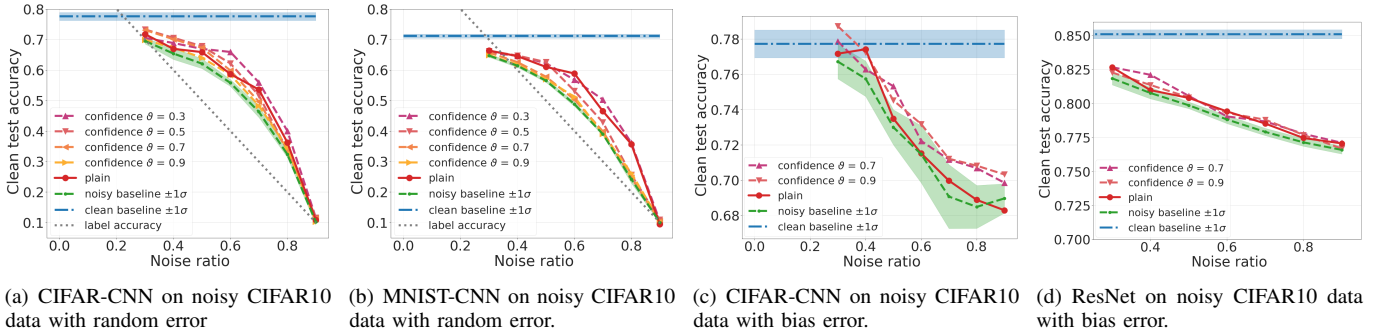 0.8
0.7
0.6
0.5
0.4
0.3
0.2
0.1
Clean test accuracy
confidence ϑ = 0.3
confidence ϑ = 0.5
confidence ϑ = 0.7
confidence ϑ = 0.9
plain
noisy baseline ±1σ
clean baseline ±1σ
label accuracy
0.0 0.2 0.4 0.6 0.8
Noise ratio
(a) CIFAR-CNN on noisy CIFAR10
data with random error
0.8
0.7
0.6
0.5
0.4
0.3
0.2
0.1
Clean test accuracy
confidence ϑ = 0.3
confidence ϑ = 0.5
confidence ϑ = 0.7
confidence ϑ = 0.9
plain
noisy baseline ±1σ
clean baseline ±1σ
label accuracy
0.0 0.2 0.4 0.6 0.8
Noise ratio
(b) MNIST-CNN on noisy CIFAR10
data with random error.
0.78
0.76
0.74
0.72
0.70
0.68
Clean test accuracy
confidence ϑ = 0.7
confidence ϑ = 0.9
plain
noisy baseline ±1σ
clean baseline ±1σ
0.0 0.2 0.4 0.6 0.8
Noise ratio
(c) CIFAR-CNN on noisy CIFAR10
data with bias error.
0.850
0.825
0.800
0.775
0.750
0.725
0.700
Clean test accuracy
confidence ϑ = 0.7
confidence ϑ = 0.9
plain
noisy baseline ±1σ
clean baseline ±1σ
0.4 0.6 0.8
Noise ratio
(d) ResNet on noisy CIFAR10 data
with bias error.